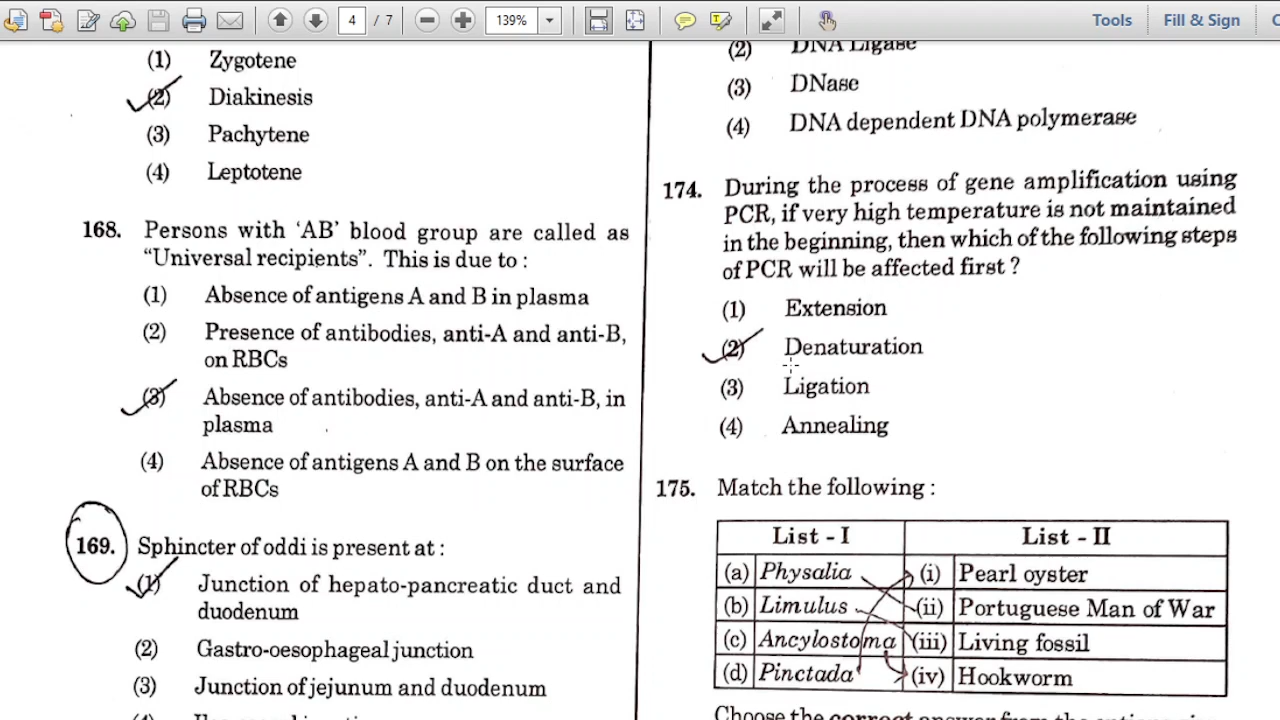 4 / 7
139%
Tools
Fill & Sign
(1) Zygotene
(2) Diakinesis
(3) Pachytene
(4) Leptotene
168. Persons with 'AB' blood group are called as
"Universal recipients". This is due to :
(1) Absence of antigens A and B in plasma
(2) Presence of antibodies, anti-A and anti-B,
on RBCs
(3) Absence of antibodies, anti-A and anti-B, in
plasma
(4) Absence of antigens A and B on the surface
of RBCs
169. Sphincter of oddi is present at :
(1) Junction of hepato-pancreatic duct and
duodenum
(2) Gastro-oesophageal junction
(3) Junction of jejunum and duodenum
(2) DNA Ligase
(3) DNase
(4) DNA dependent DNA polymerase
174. During the process of gene amplification using
PCR, if very high temperature is not maintained
in the beginning, then which of the following steps
of PCR will be affected first ?
(1) Extension
(2) Denaturation
(3) Ligation
(4) Annealing
175. Match the following :
List - I List - II
(a) Physalia (i) Pearl oyster
(b) Limulus (ii) Portuguese Man of War
(c) Ancylostoma (iii) Living fossil
(d) Pinctada (iv) Hookworm
Choose the correct answer from the options